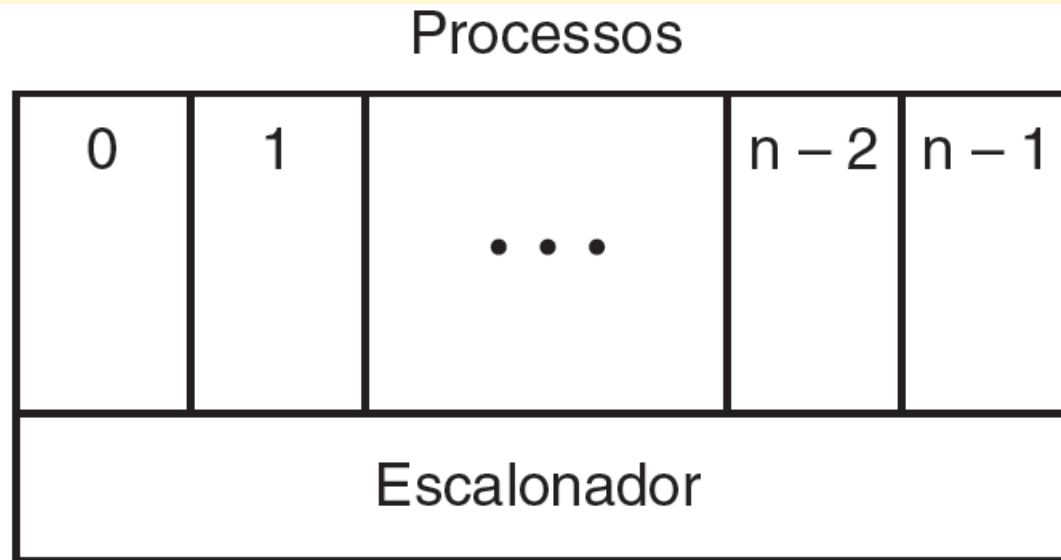 Processos
0 1 • • • n – 2 n – 1
Escalonador